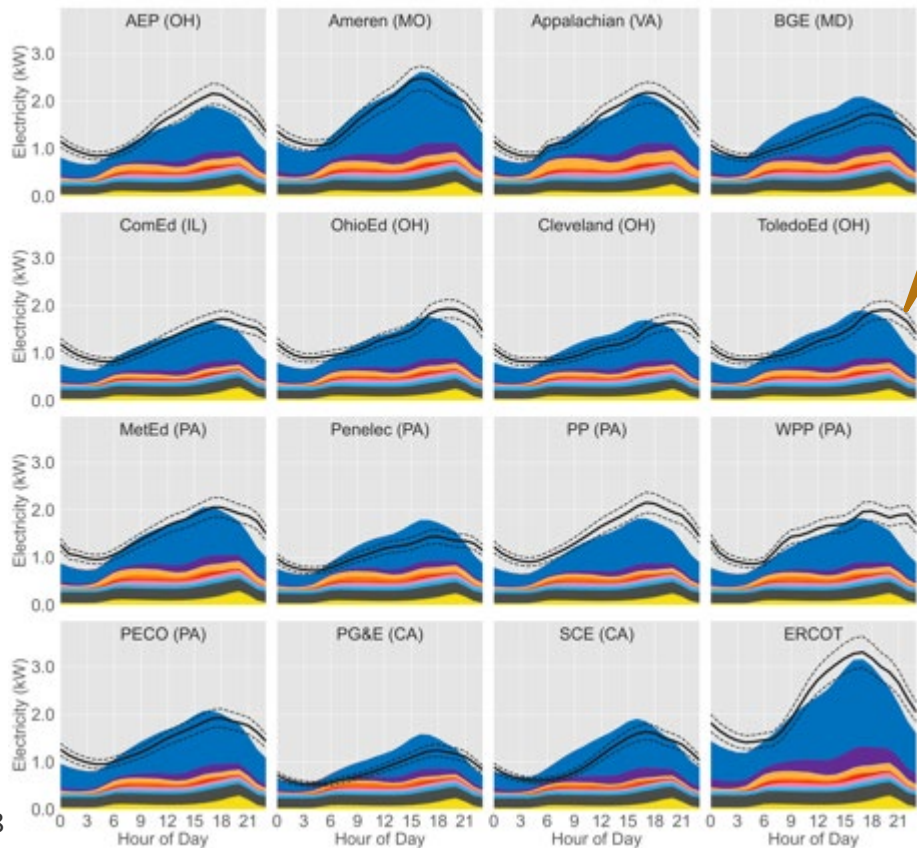 AEP (OH) Ameren (MO) Appalachian (VA) BGE (MD)
Electricity (kW)
3.0
2.0
1.0
0.0
ComEd (IL) OhioEd (OH) Cleveland (OH) ToledoEd (OH)
Electricity (kW)
3.0
2.0
1.0
0.0
MetEd (PA) Penelec (PA) PP (PA) WPP (PA)
Electricity (kW)
3.0
2.0
1.0
0.0
PECO (PA) PG&E (CA) SCE (CA) ERCOT
Electricity (kW)
3.0
2.0
1.0
0.0
3
0 3 6 9 12 15 18 21 0 3 6 9 12 15 18 21 0 3 6 9 12 15 18 21 0 3 6 9 12 15 18 21
Hour of Day Hour of Day Hour of Day Hour of Day